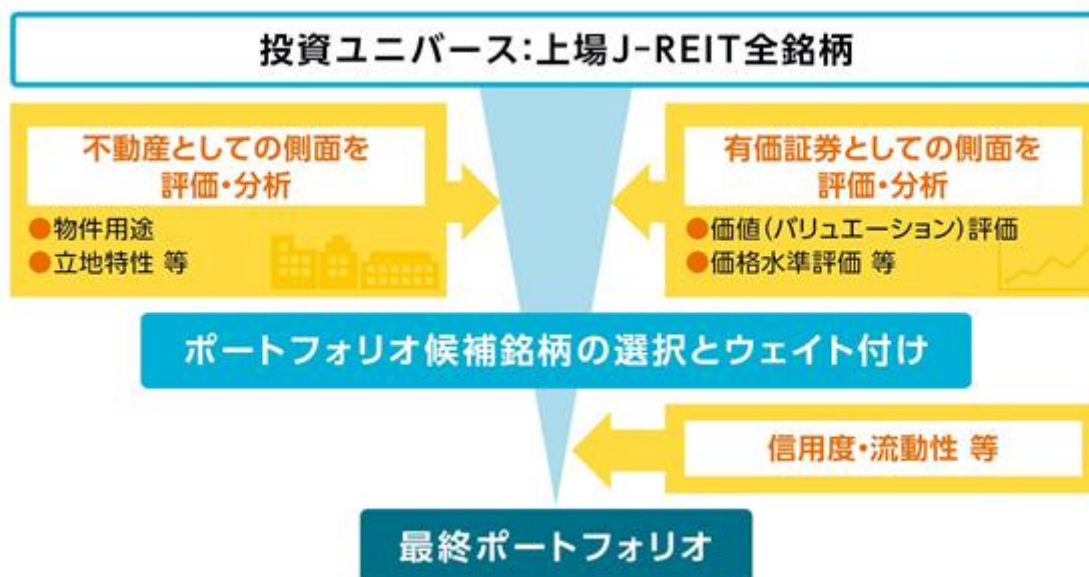 投資ユニバース:上場J-REIT全銘柄
不動産としての側面を
評価・分析
●物件用途
●立地特性 等
有価証券としての側面を
評価・分析
●価値(バリュエーション)評価
●価格水準評価 等
ポートフォリオ候補銘柄の選択とウェイト付け
信用度・流動性 等
最終ポートフォリオ